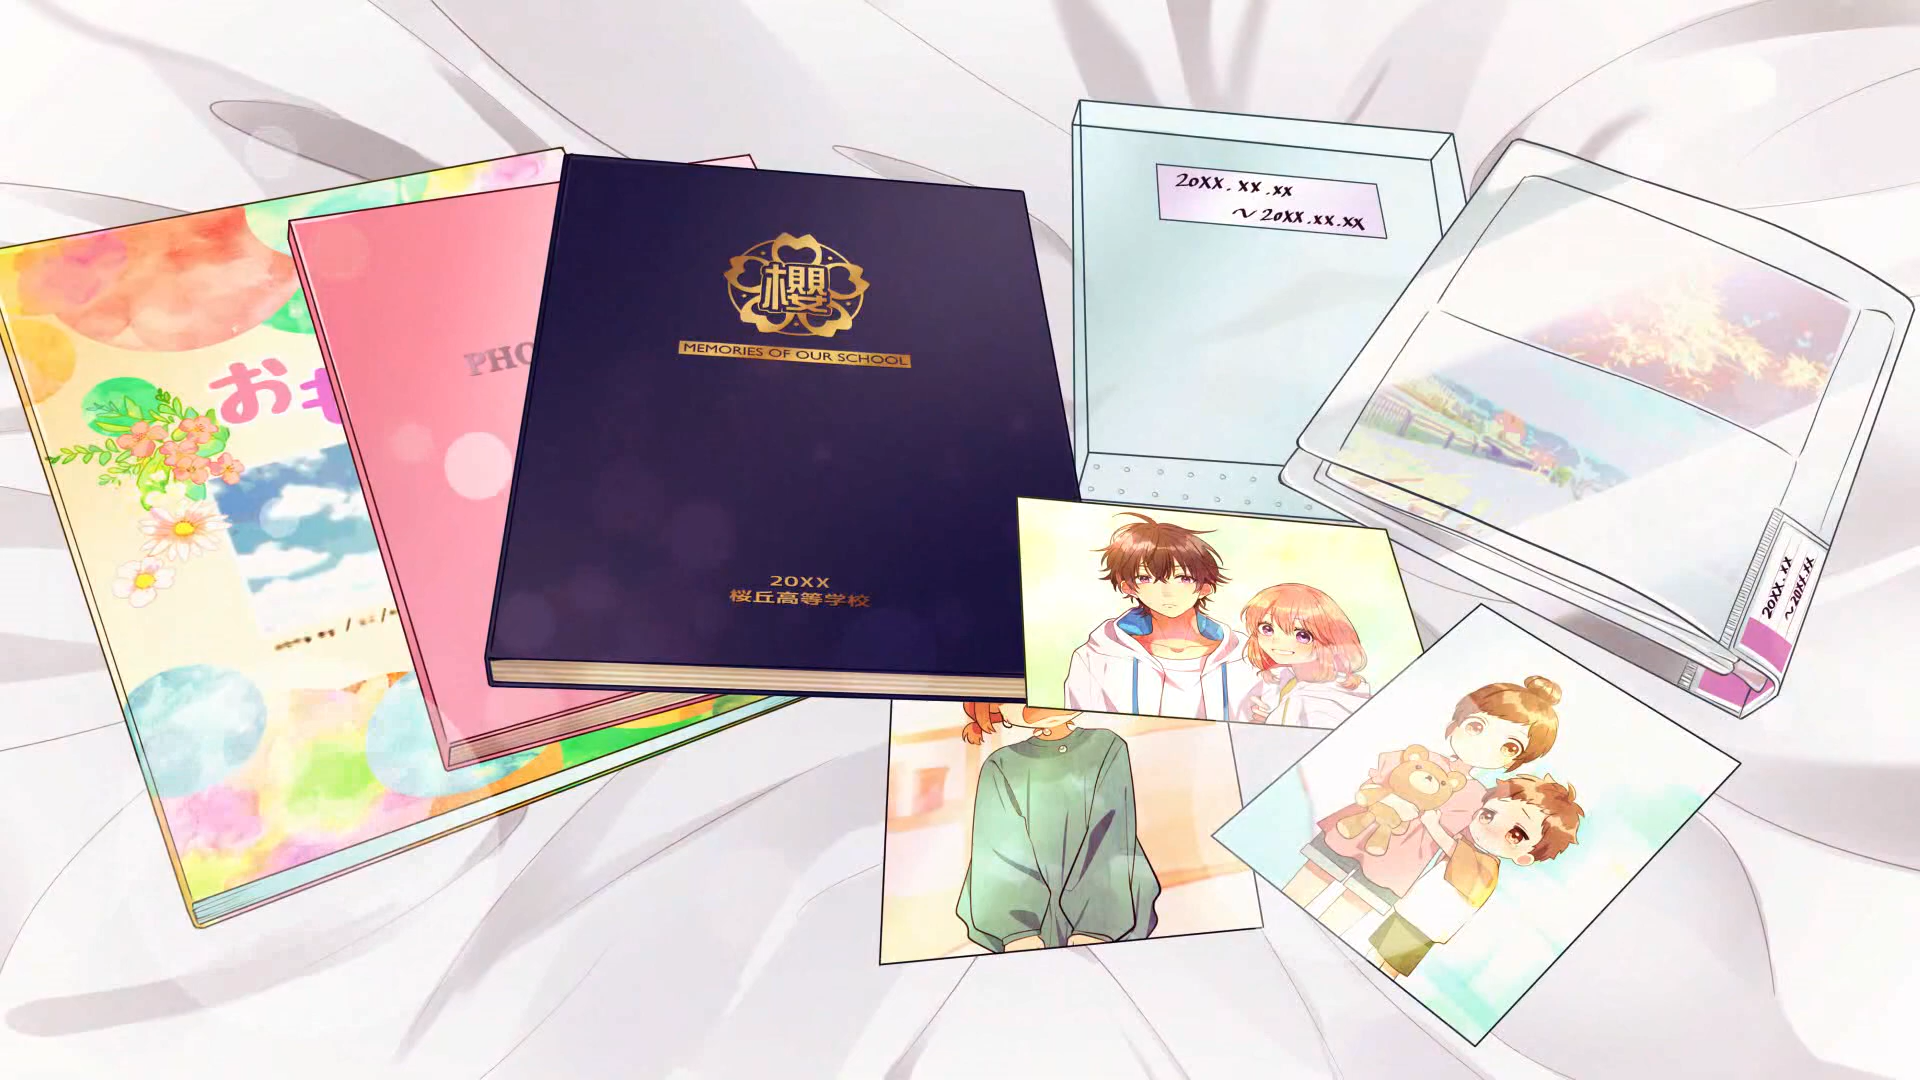 お
PHO
櫻
MEMORIES OF OUR SCHOOL
20XX
桜丘高等学校
20XX.XX.XX
~20XX.XX.XX
20XX.XX
~20XX.XX